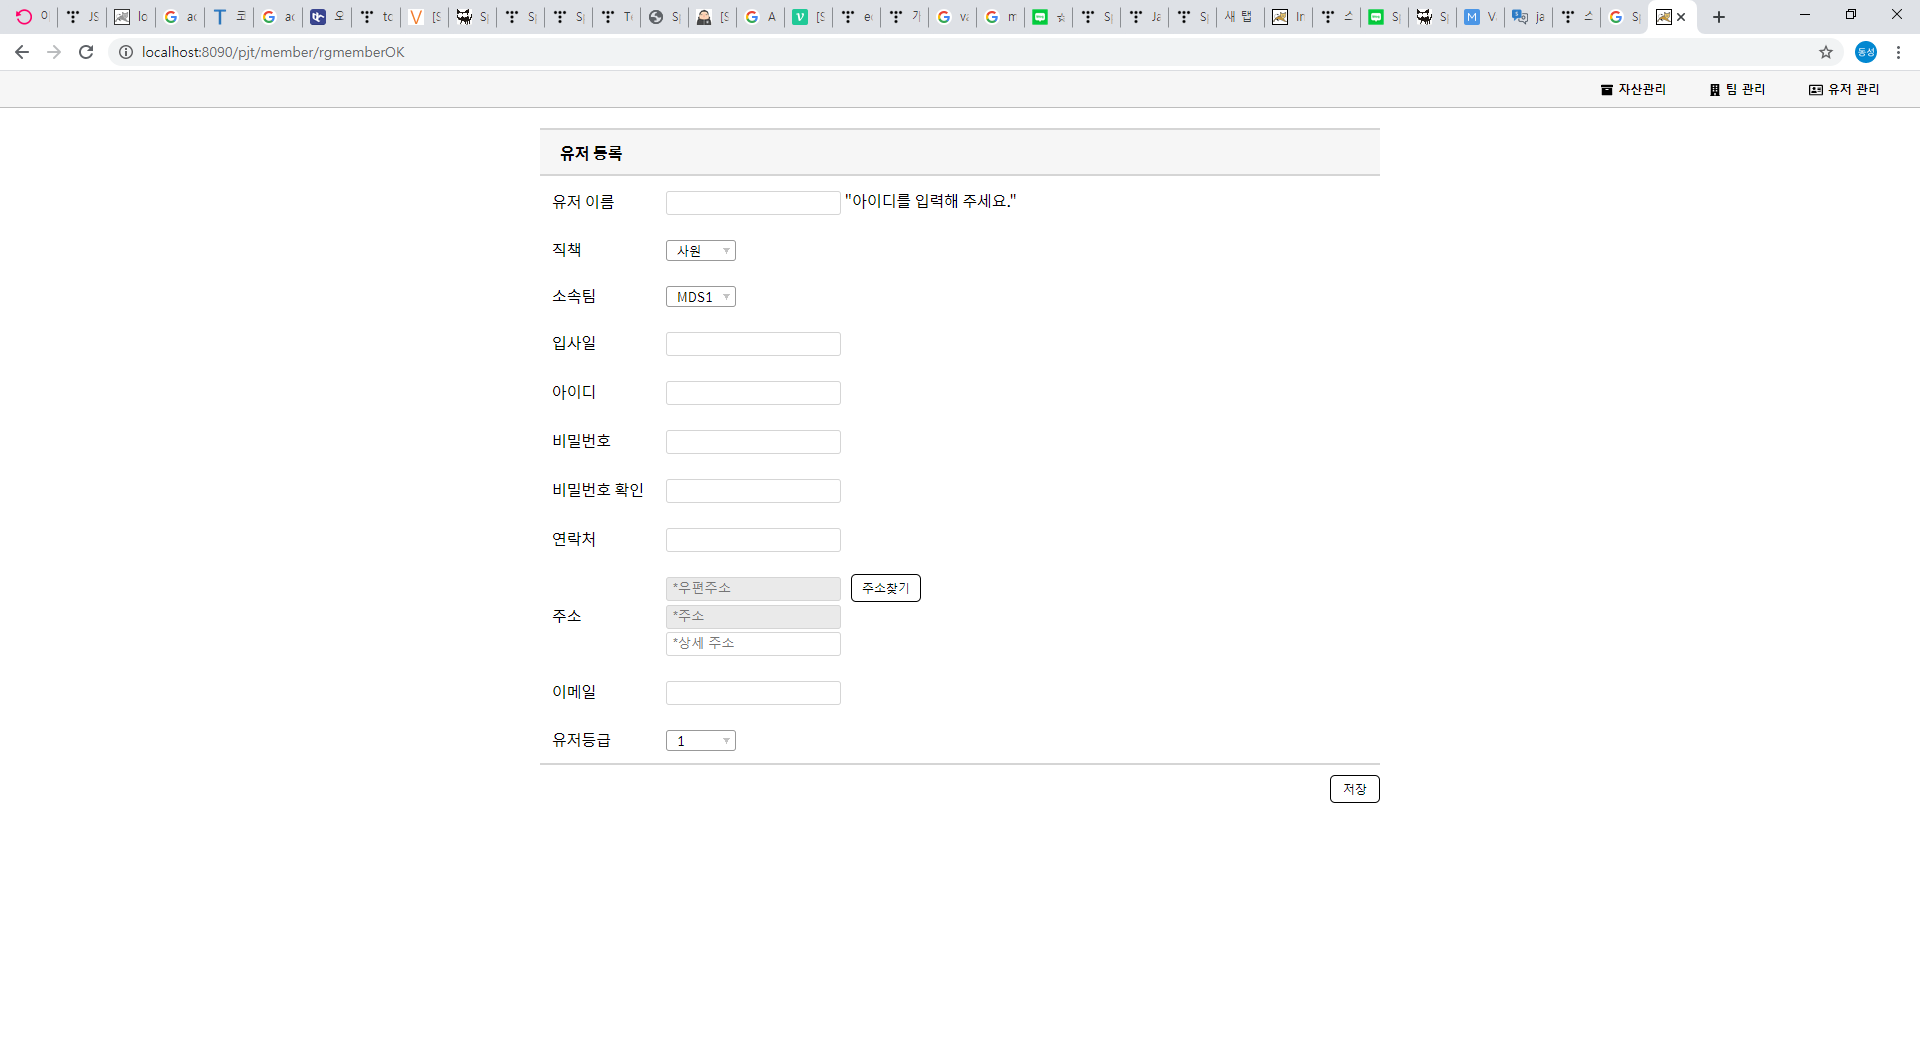 localhost:8090/pjt/member/rgmemberOK
동성
자산관리 팀 관리 유저 관리
유저 등록
유저 이름 "아이디를 입력해 주세요."
직책 사원
소속팀 MDS1
입사일
아이디
비밀번호
비밀번호 확인
연락처
*우편주소 주소찾기
주소 *주소
*상세 주소
이메일
유저등급 1
저장